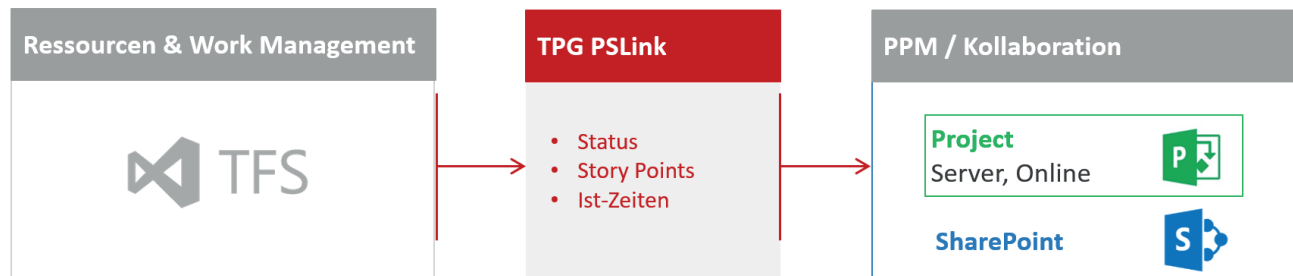 Ressourcen & Work Management
TPG PSLink
PPM / Kollaboration
TFS
• Status
• Story Points
• Ist-Zeiten
Project
Server, Online
P
SharePoint
S